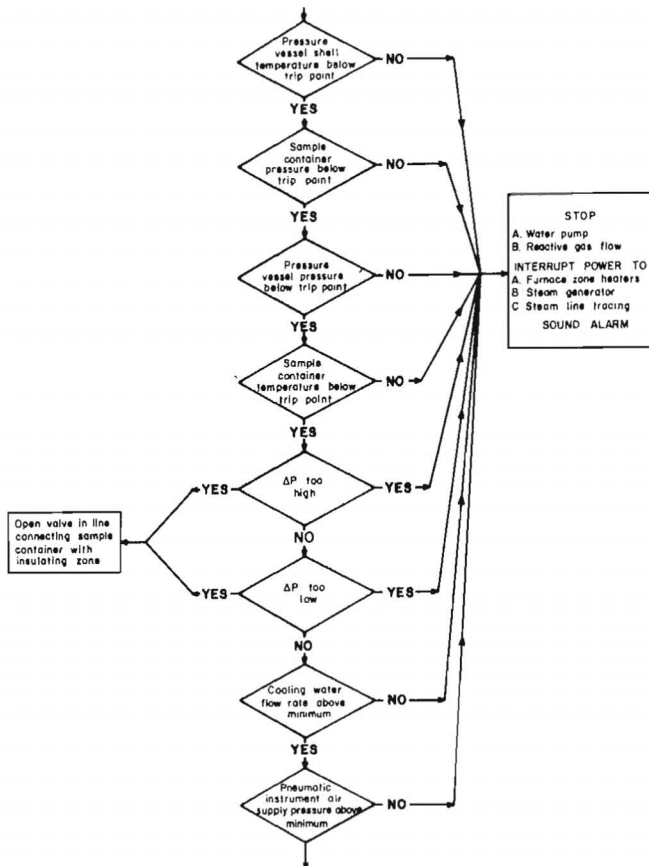 Pressure
vessel shell
temperature below
trip point
NO
YES
Sample
container
pressure below
trip point
NO
YES
Pressure
vessel pressure
below trip point
NO
YES
Sample
container
temperature below
trip point
NO
YES
ΔP too
high
YES
YES
NO
ΔP too
low
YES
YES
NO
Cooling water
flow rate above
minimum
NO
YES
Pneumatic
instrument air
supply pressure above
minimum
NO
Open valve in line
connecting sample
container with
insulating zone
STOP
A. Water pump
B. Reactive gas flow
INTERRUPT POWER TO
A. Furnace zone heaters
B Steam generator
C Steam line tracing
SOUND ALARM